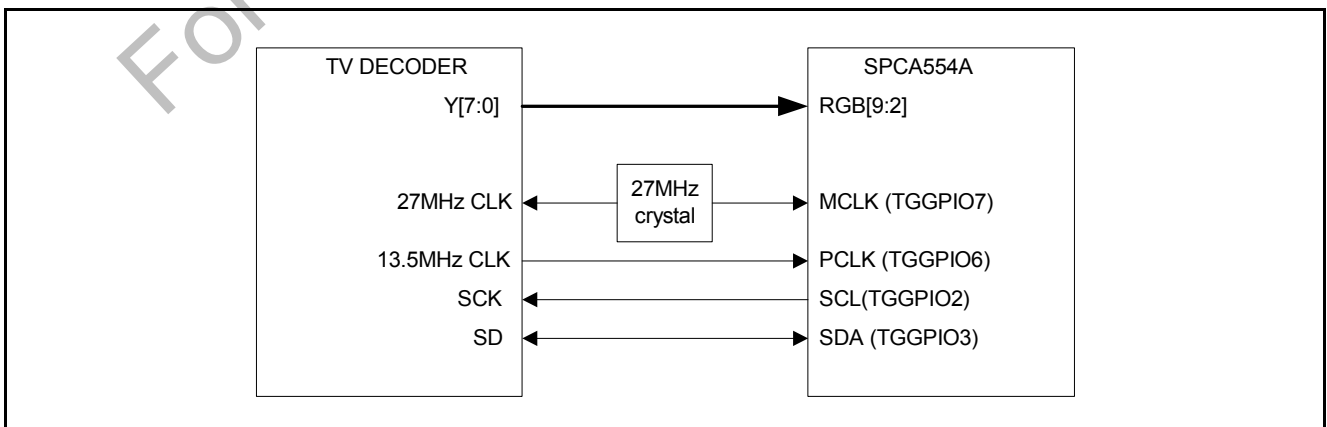 For
TV DECODER
SPCA554A
Y[7:0]
RGB[9:2]
27MHz
crystal
27MHz CLK
MCLK (TGGPIO7)
13.5MHz CLK
PCLK (TGGPIO6)
SCK
SCL(TGGPIO2)
SD
SDA (TGGPIO3)